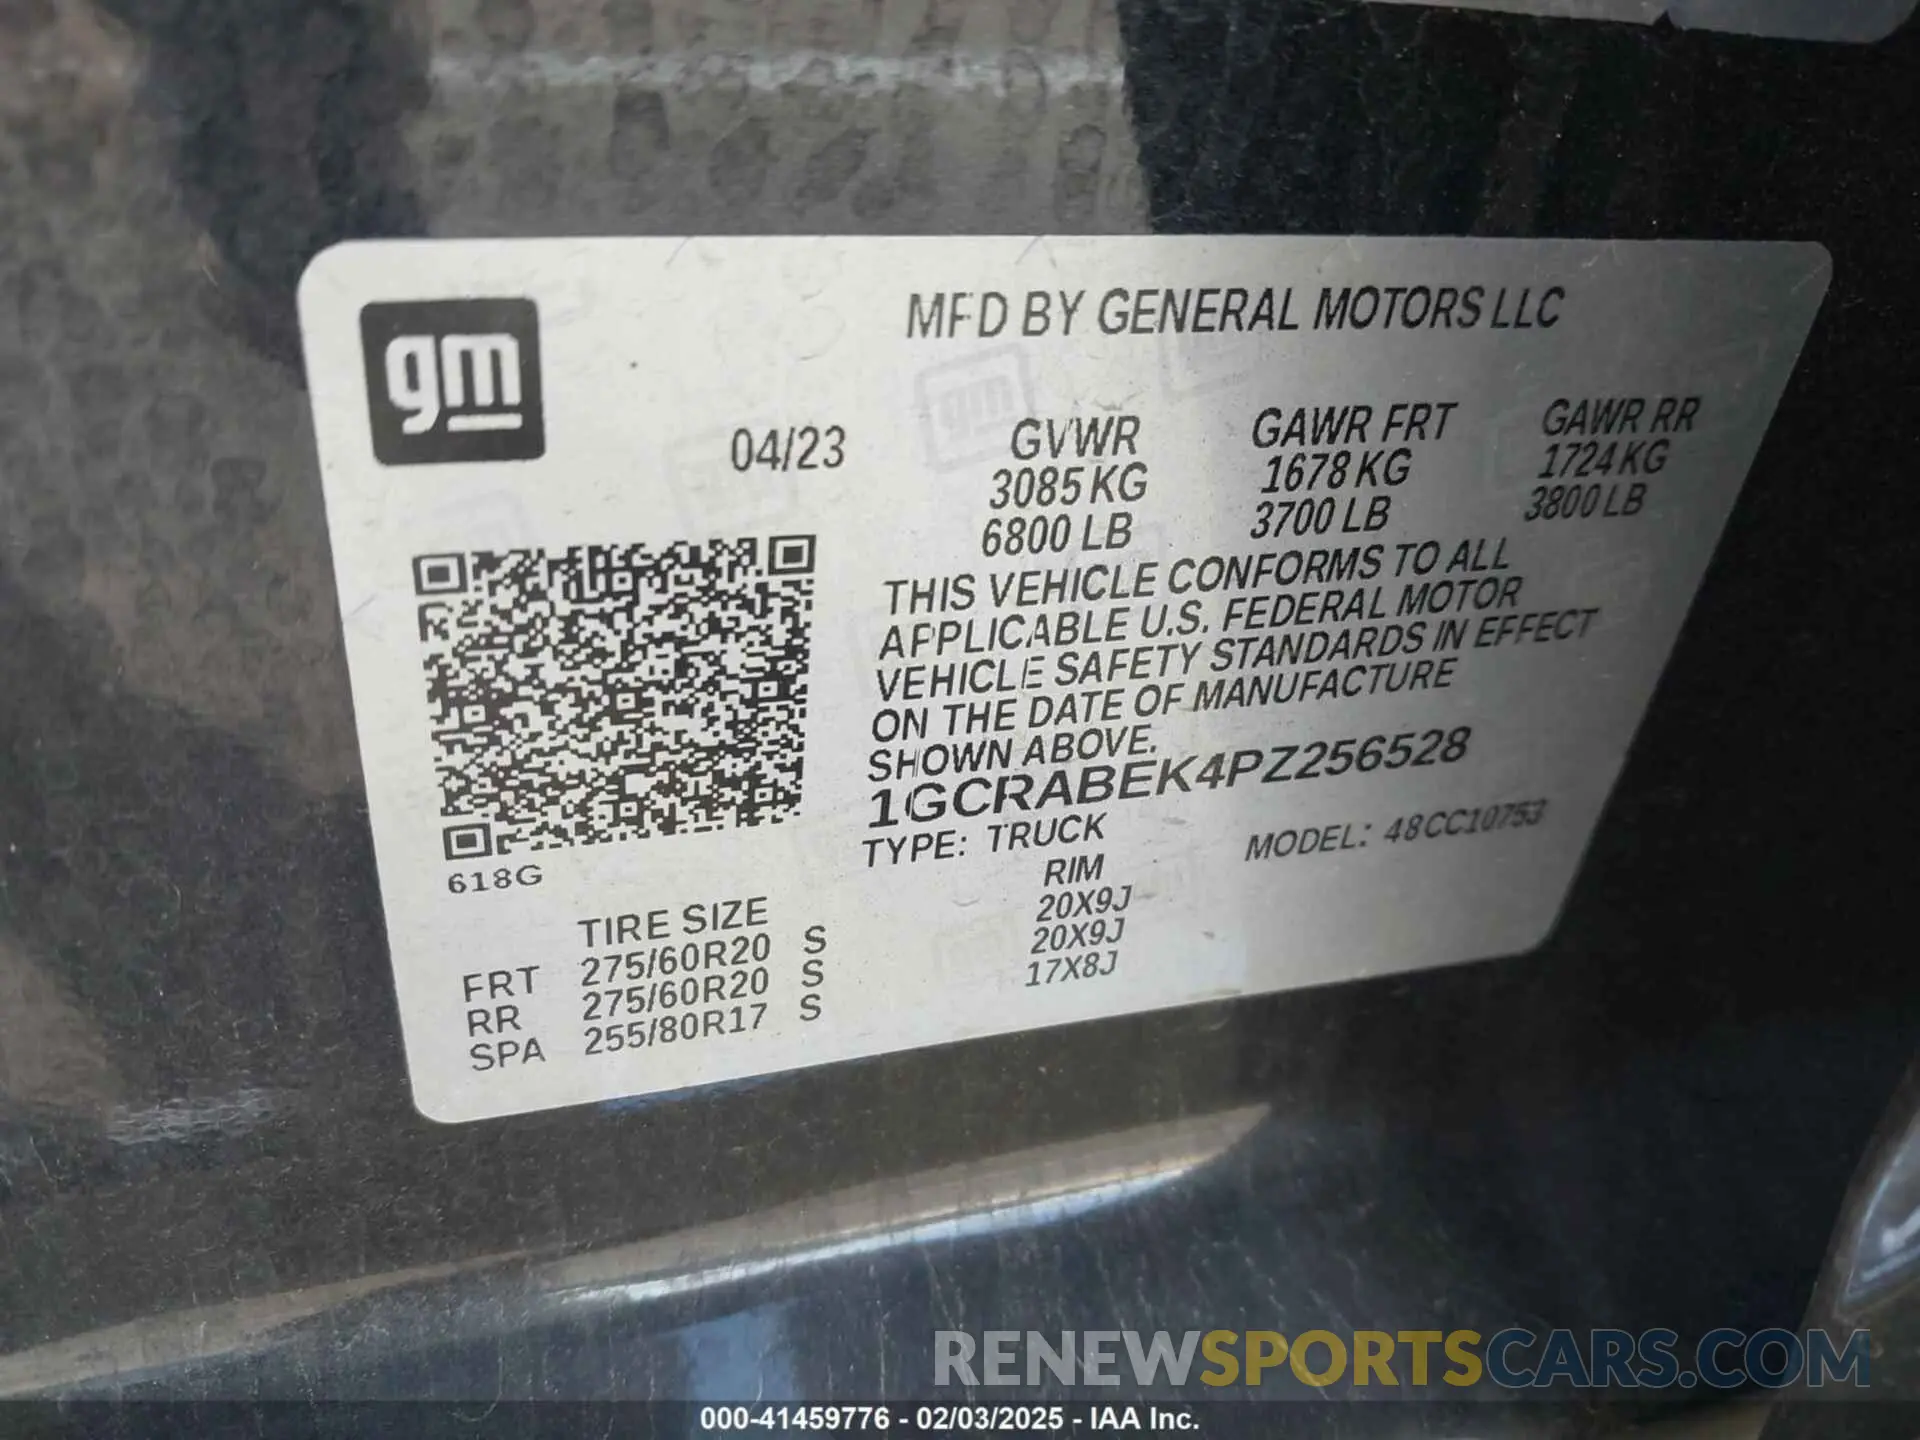 gm
MFD BY GENERAL MOTORS LLC
04/23 GVWR GAWR FRT GAWR RR
3085 KG 1678 KG 1724 KG
6800 LB 3700 LB 3800 LB
THIS VEHICLE CONFORMS TO ALL
APPLICABLE U.S. FEDERAL MOTOR
VEHICLE SAFETY STANDARDS IN EFFECT
ON THE DATE OF MANUFACTURE
SHOWN ABOVE.
1GCRABEK4PZ256528
TYPE: TRUCK MODEL: 48CC10753
618G
TIRE SIZE RIM
FRT 275/60R20 S 20X9J
RR 275/60R20 S 20X9J
SPA 255/80R17 S 17X8J
RENEWSPORTSCARS.COM
000-41459776 - 02/03/2025 - IAA Inc.